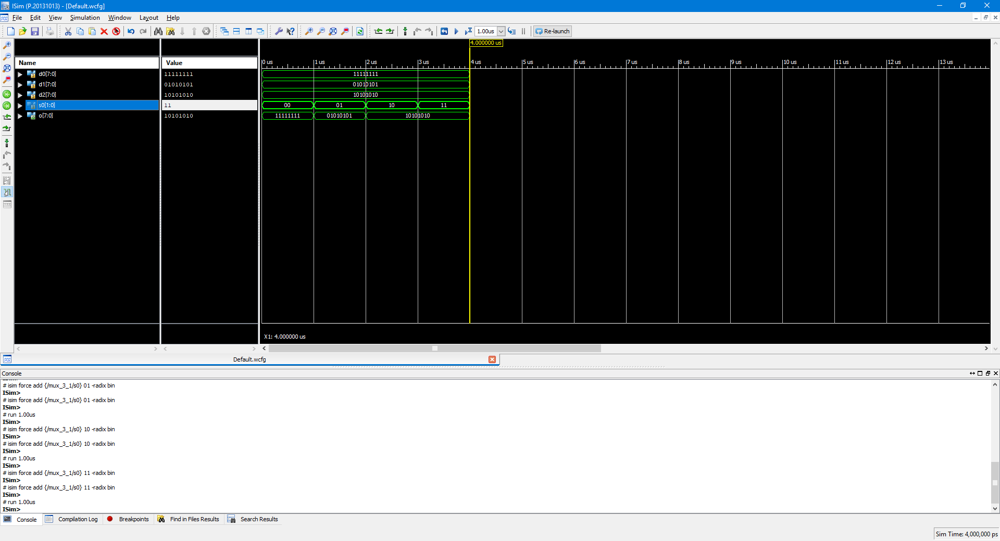 ISim (P.20131013) - [Default.wcfg]
File Edit View Simulation Window Layout Help
1.00us Re-launch
4.000000 us
Name Value
0 us 1 us 2 us 3 us 4 us 5 us 6 us 7 us 8 us 9 us 10 us 11 us 12 us 13 us
d0[7:0] 11111111 11111111
d1[7:0] 01010101 01010101
d2[7:0] 10101010 10101010
s0[1:0] 11 00 01 10 11
o[7:0] 10101010 11111111 01010101 10101010
X1: 4.000000 us
Default.wcfg
Console
# isim force add {/mux_3_1/s0} 01 -radix bin
ISim>
# isim force add {/mux_3_1/s0} 01 -radix bin
ISim>
# run 1.00us
ISim>
# isim force add {/mux_3_1/s0} 10 -radix bin
ISim>
# isim force add {/mux_3_1/s0} 10 -radix bin
ISim>
# run 1.00us
ISim>
# isim force add {/mux_3_1/s0} 11 -radix bin
ISim>
# isim force add {/mux_3_1/s0} 11 -radix bin
ISim>
# run 1.00us
ISim>
Console Compilation Log Breakpoints Find in Files Results Search Results
Sim Time: 4,000,000 ps